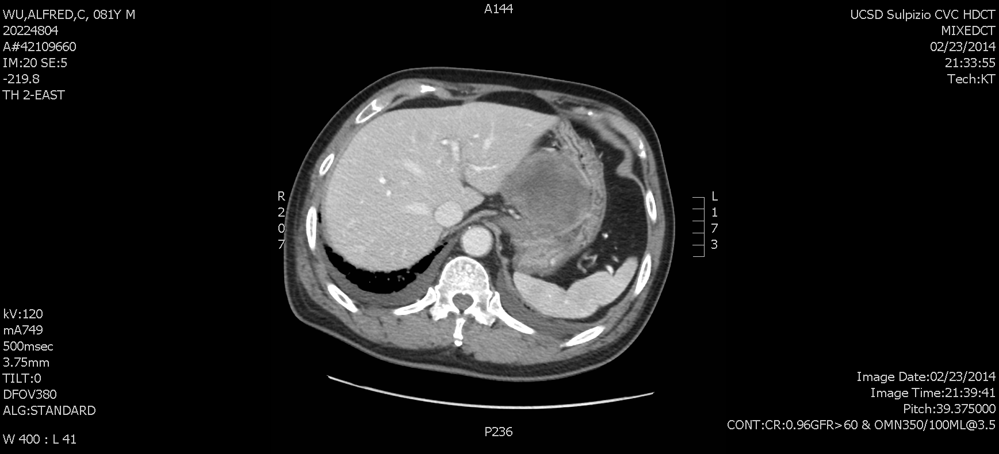 WU,ALFRED,C, 081Y M
20224804
A#42109660
IM:20 SE:5
-219.8
TH 2-EAST
A144
UCSD Sulpizio CVC HDCT
MIXEDCT
02/23/2014
21:33:55
Tech:KT
R
2
0
7
L
1
7
3
kV:120
mA749
500msec
3.75mm
TILT:0
DFOV380
ALG:STANDARD
W 400 : L 41
P236
Image Date:02/23/2014
Image Time:21:39:41
Pitch:39.375000
CONT:CR:0.96GFR>60 & OMN350/100ML@3.5